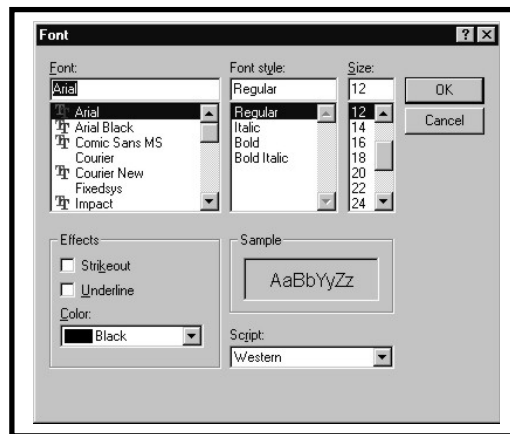 Font
Font: Font style: Size:
Arial Regular 12 OK
Arial Regular 12 Cancel
Arial Black Italic 14
Comic Sans MS Bold 16
Courier Bold Italic 18
Courier New 20
Fixedsys 22
Impact 24
Effects Sample
Strikeout
Underline AaBbYyZz
Color:
Black Script:
Western